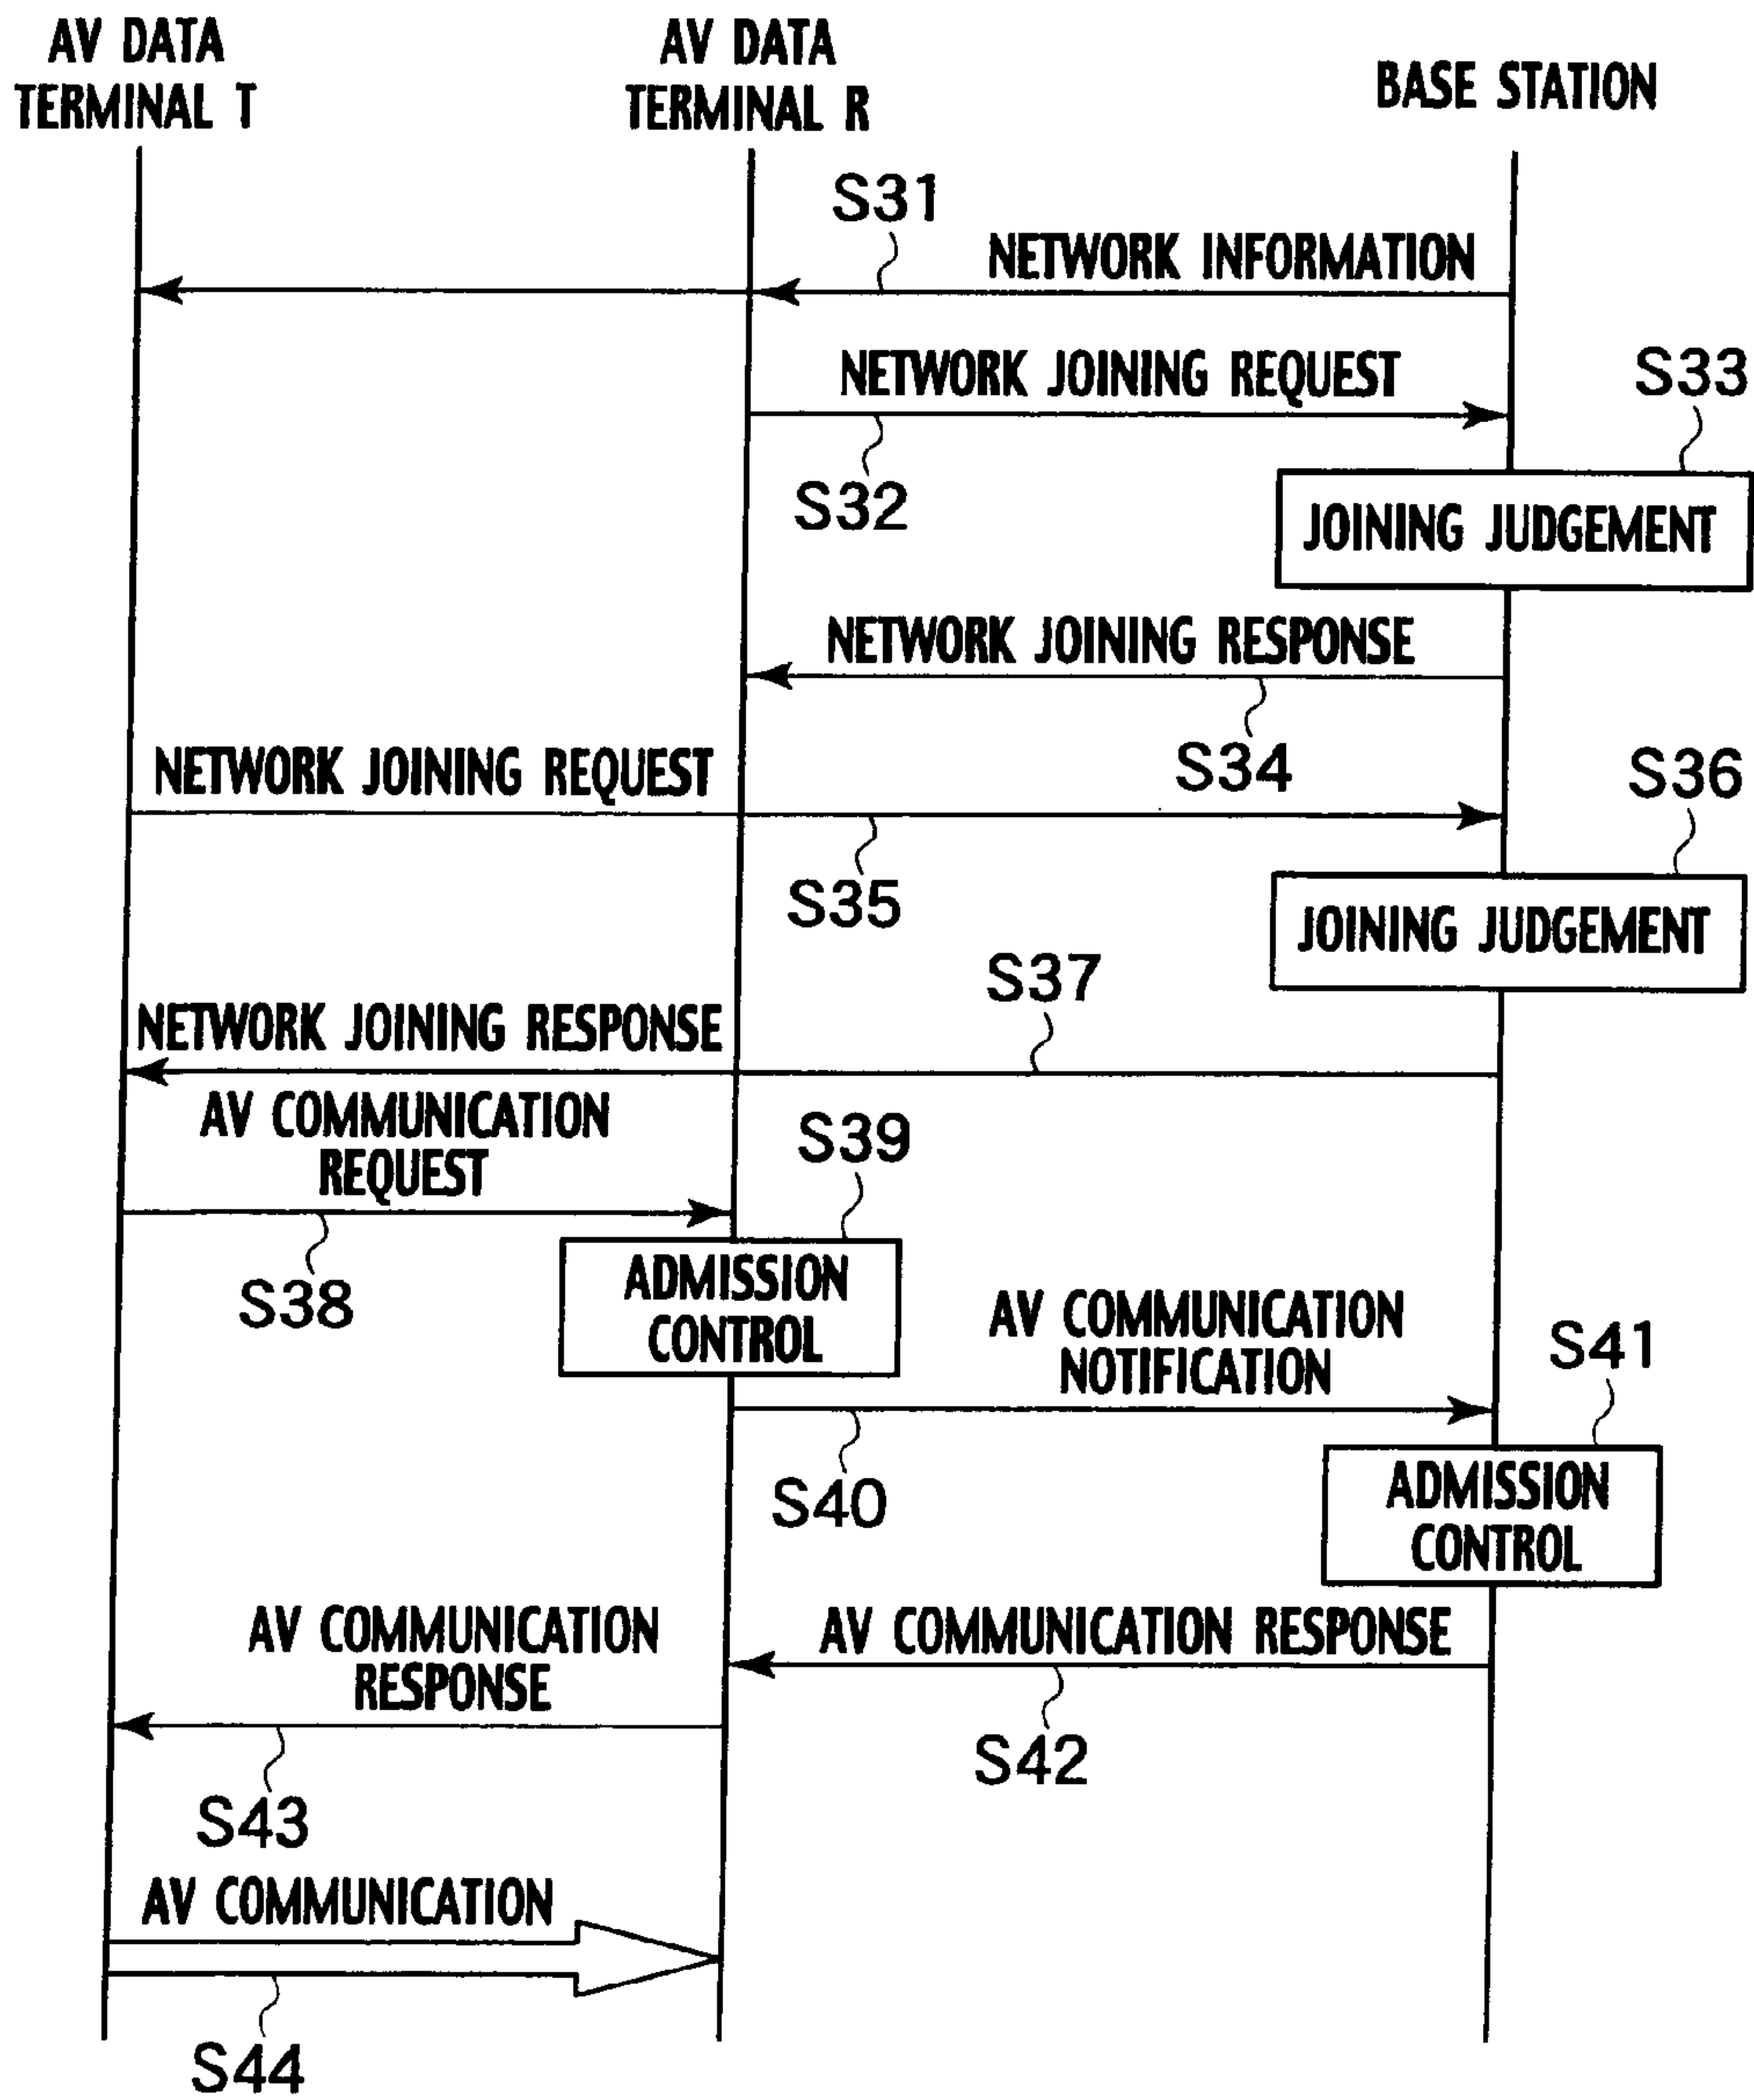 AV DATA
TERMINAL T
AV DATA
TERMINAL R
BASE STATION
S31
NETWORK INFORMATION
NETWORK JOINING REQUEST
S33
S32
JOINING JUDGEMENT
NETWORK JOINING RESPONSE
S34
NETWORK JOINING REQUEST
S36
S35
JOINING JUDGEMENT
S37
NETWORK JOINING RESPONSE
AV COMMUNICATION
REQUEST
S39
S38
ADMISSION
CONTROL
AV COMMUNICATION
NOTIFICATION
S41
S40
ADMISSION
CONTROL
AV COMMUNICATION
RESPONSE
AV COMMUNICATION RESPONSE
S42
S43
AV COMMUNICATION
S44